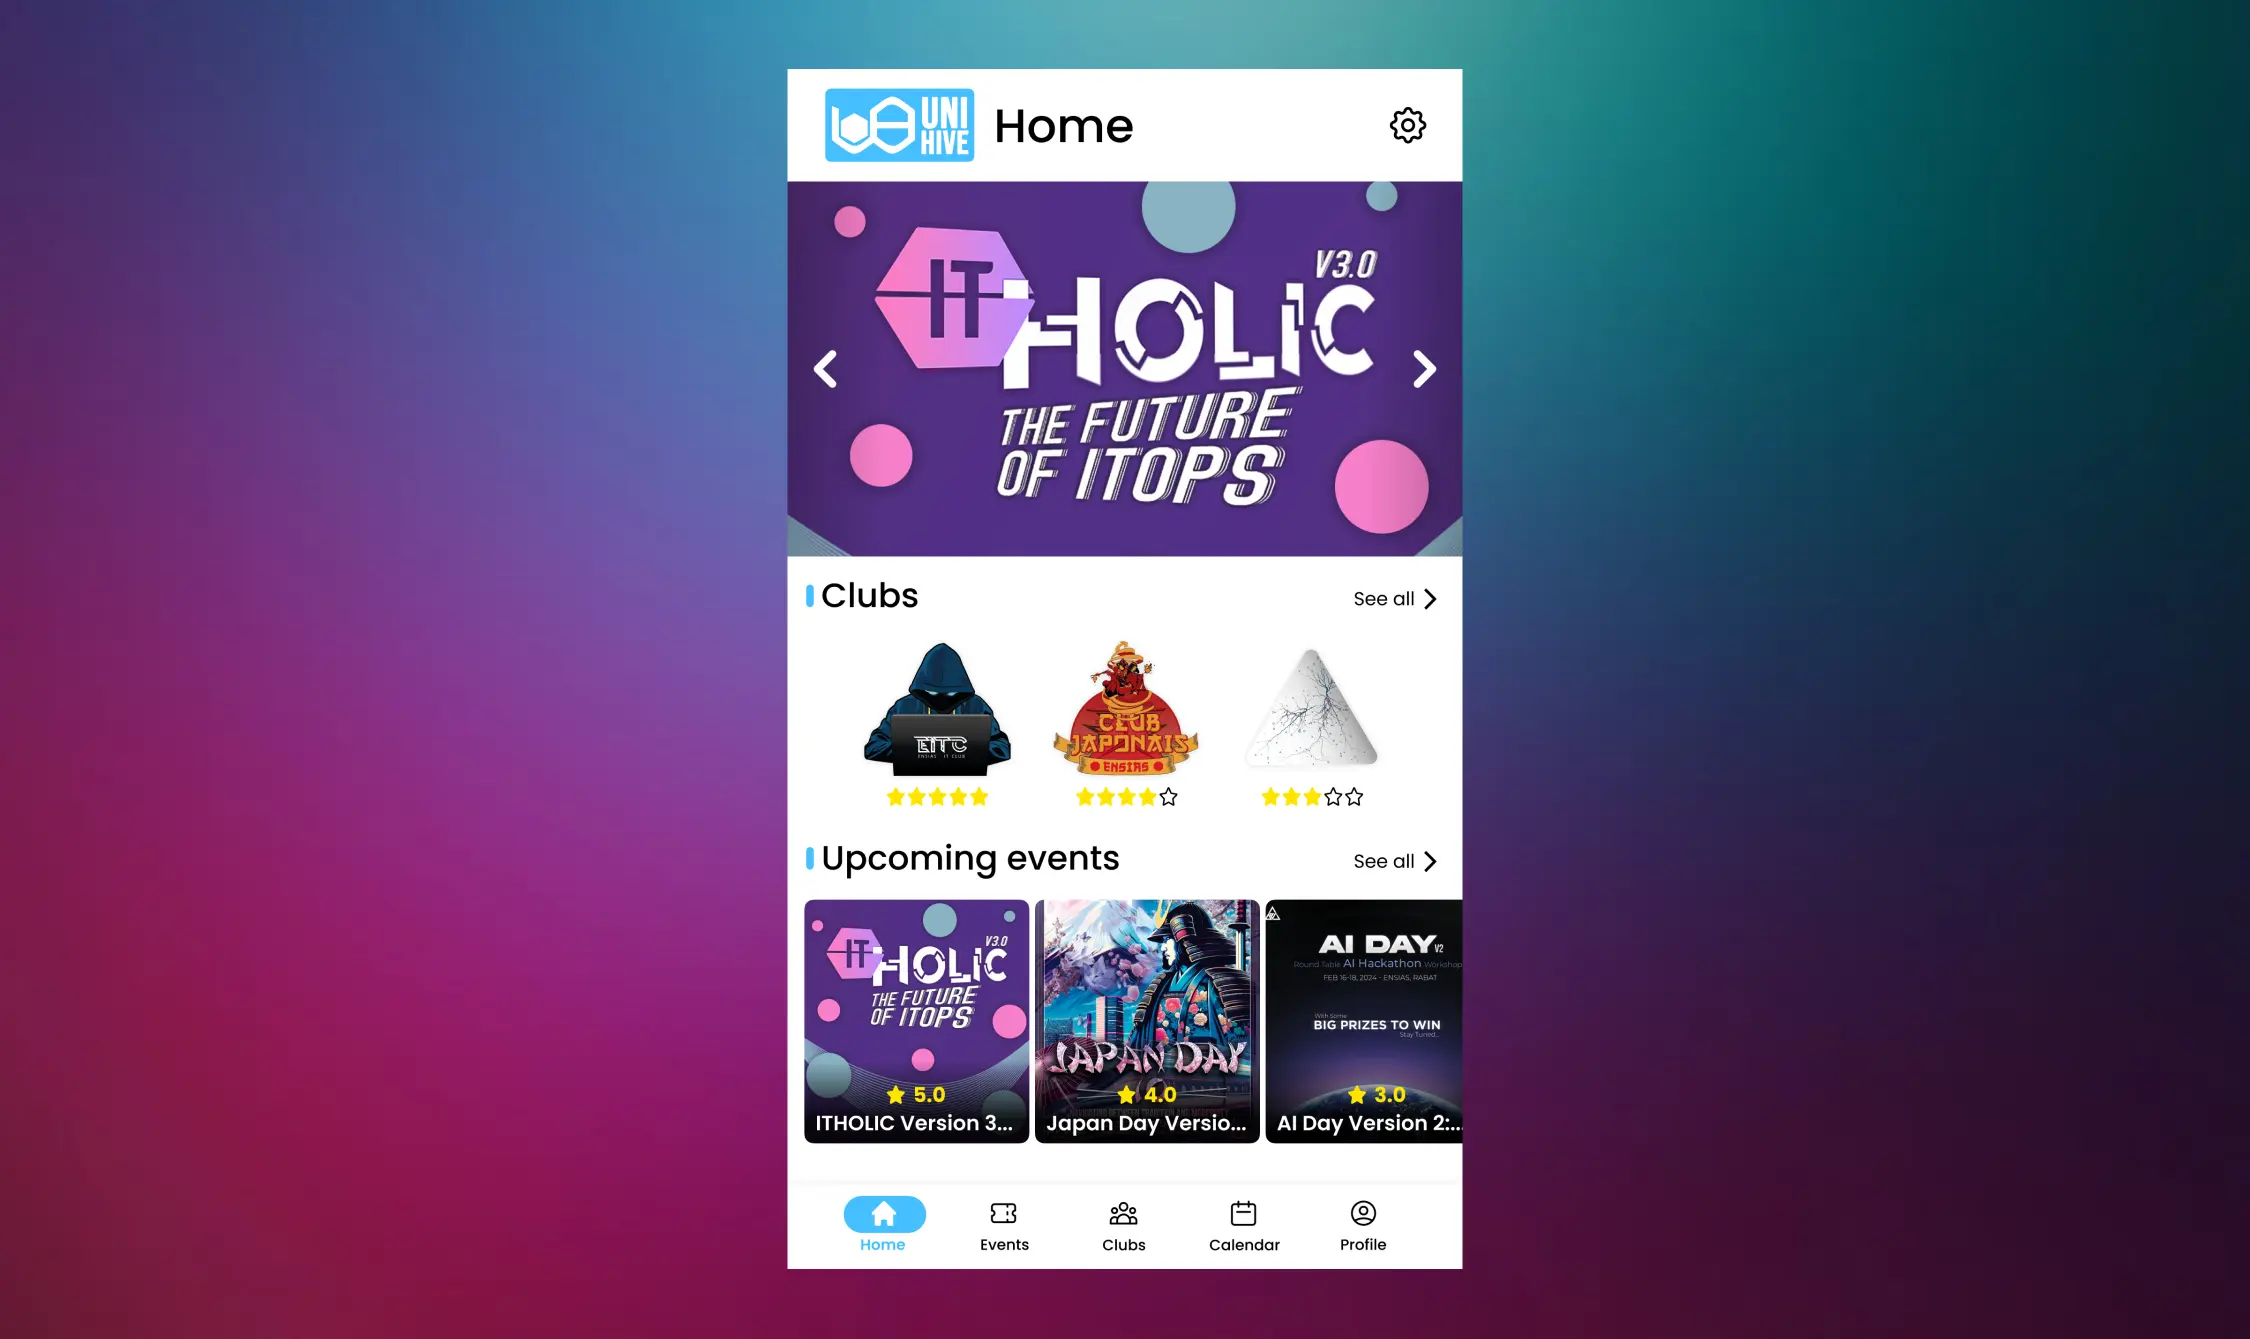 UNI
HIVE
Home
IT HOLIC
V3.0
THE FUTURE
OF ITOPS
Clubs
See all
EITC
ENSIAS IT CLUB
CLUB
JAPONAIS
ENSIAS
Upcoming events
See all
IT HOLIC
V3.0
THE FUTURE
OF ITOPS
5.0
ITHOLIC Version 3...
JAPAN DAY
4.0
Japan Day Versio...
AI DAY V2
Round Table AI Hackathon Workshop
FEB 16-18, 2024 - ENSIAS, RABAT
With Some
BIG PRIZES TO WIN
Stay Tuned...
3.0
AI Day Version 2:...
Home
Events
Clubs
Calendar
Profile